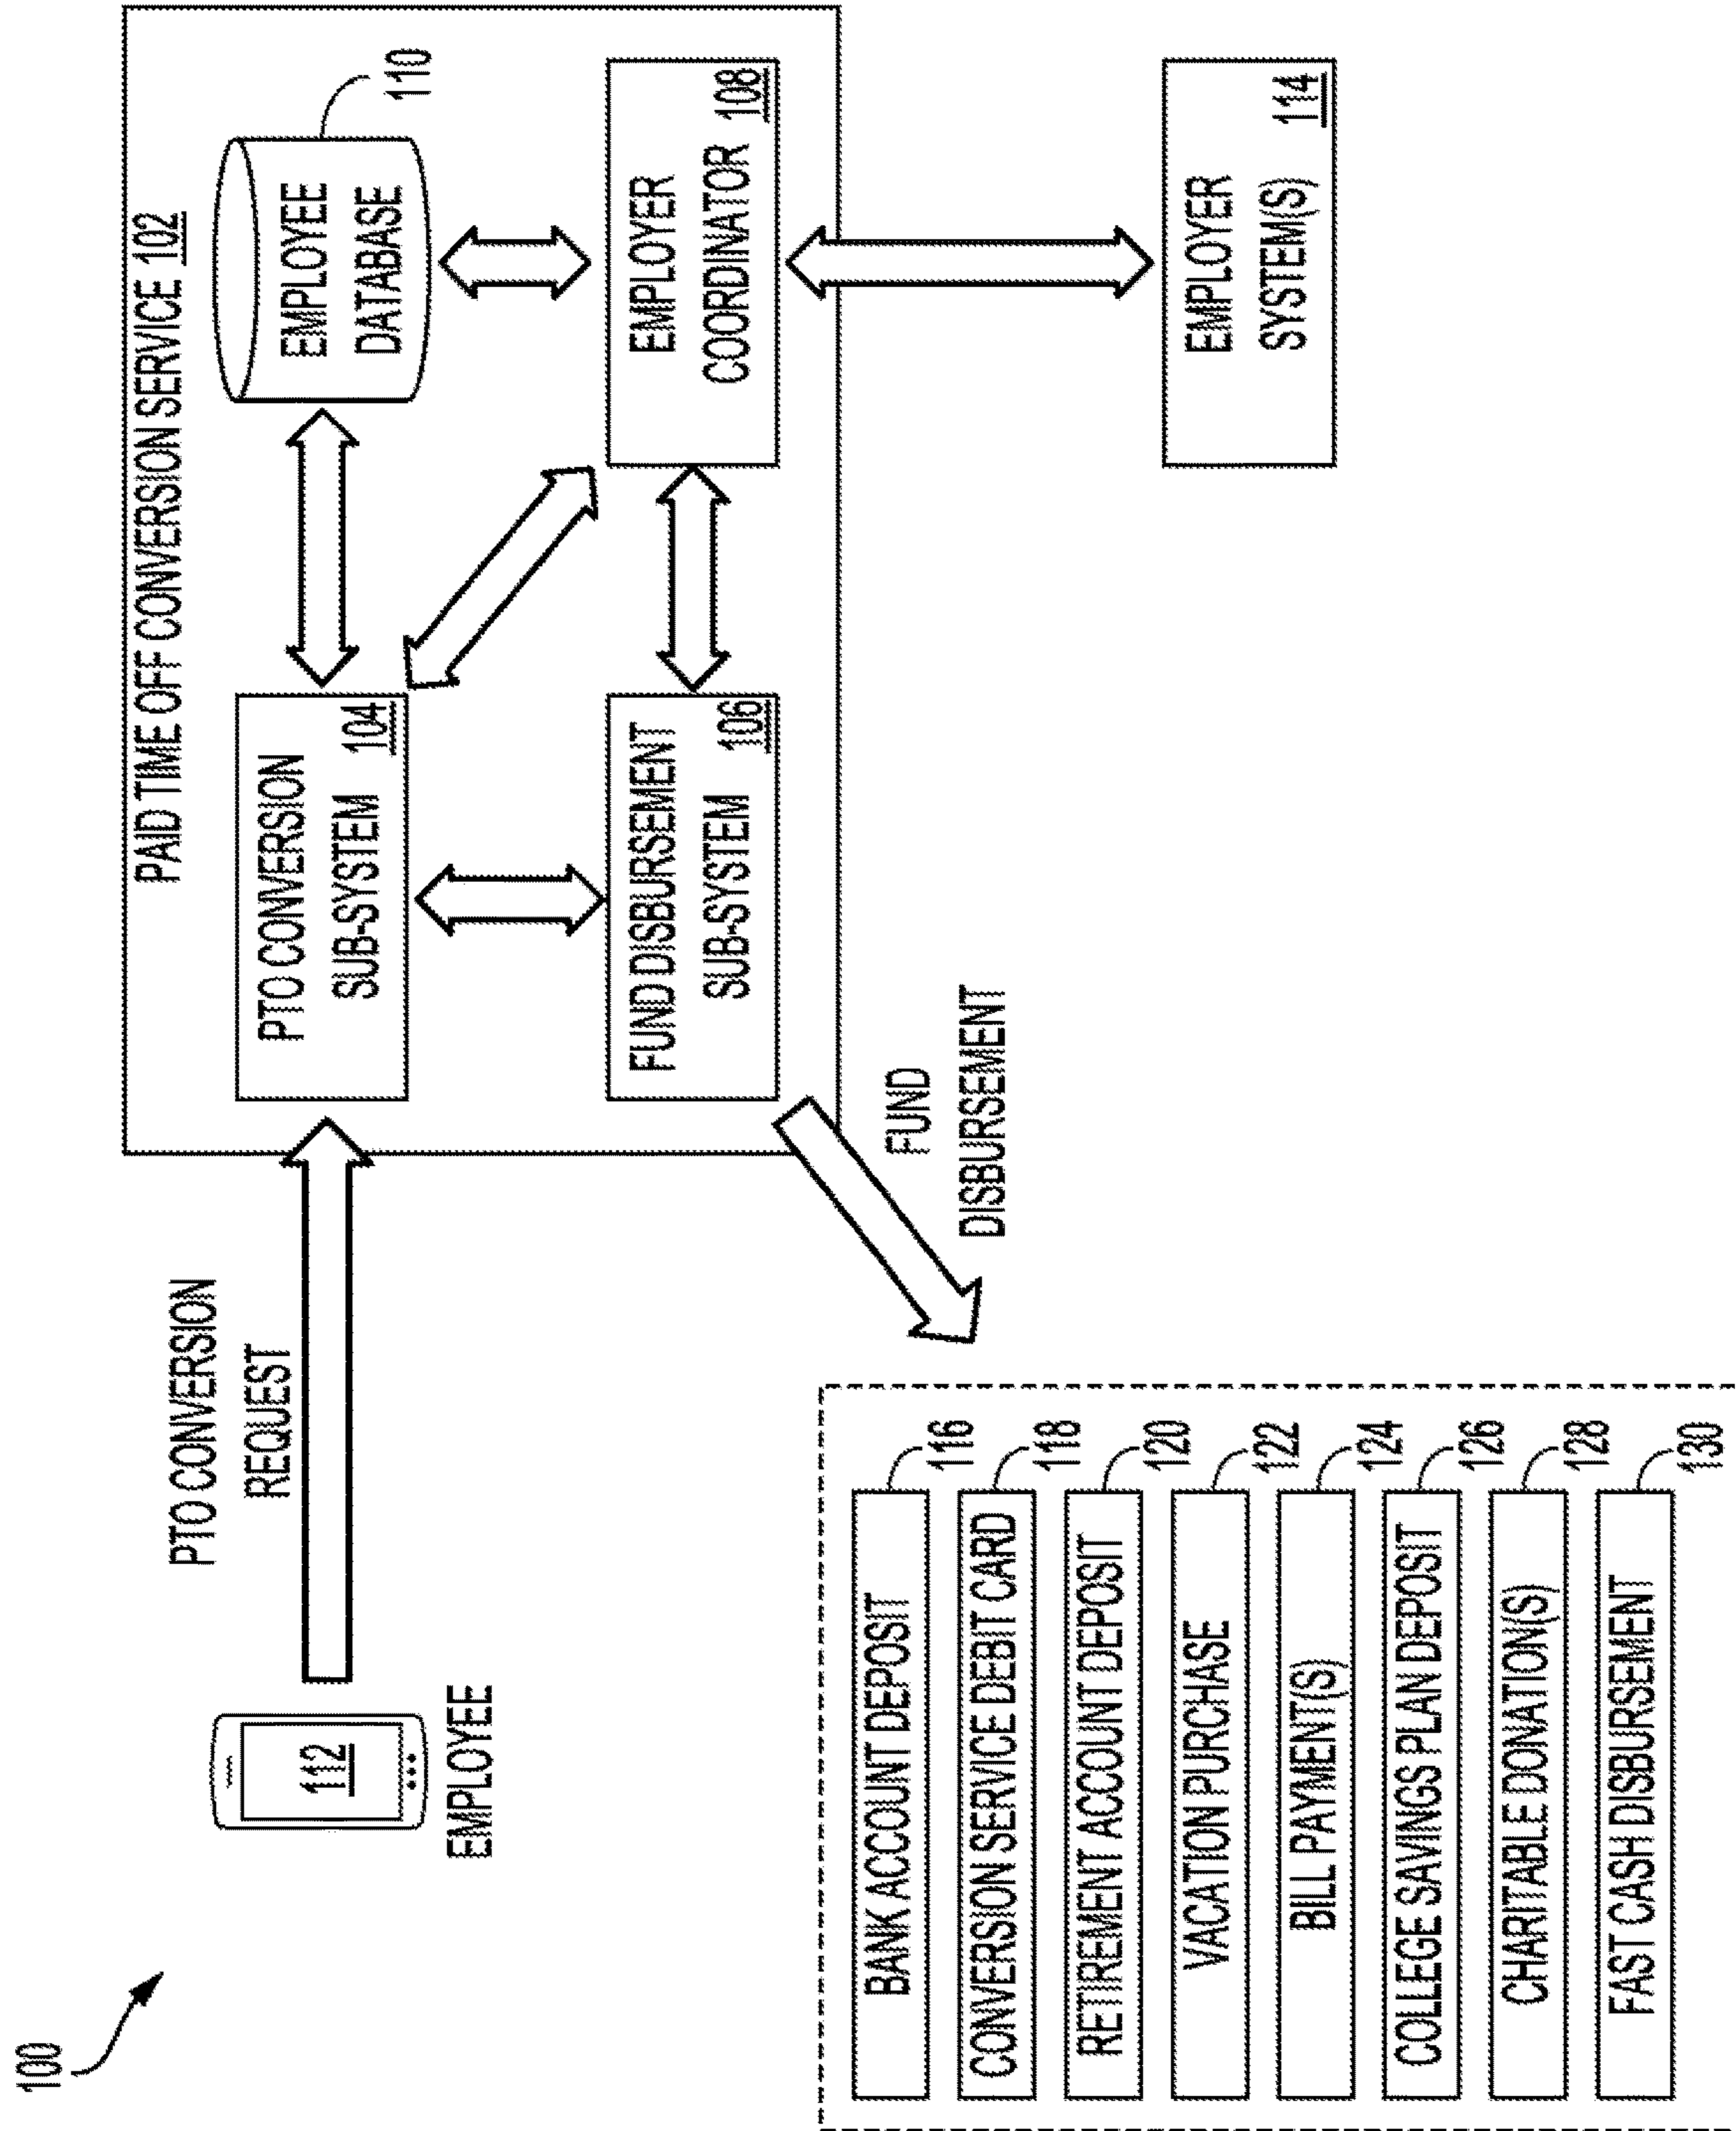 100
PTO CONVERSION
REQUEST
112
EMPLOYEE
PAID TIME OFF CONVERSION SERVICE 102
PTO CONVERSION
SUB-SYSTEM
104
EMPLOYEE
DATABASE
110
FUND DISBURSEMENT
SUB-SYSTEM
106
EMPLOYER
COORDINATOR
108
FUND
DISBURSEMENT
EMPLOYER
SYSTEM(S)
114
BANK ACCOUNT DEPOSIT
116
CONVERSION SERVICE DEBIT CARD
118
RETIREMENT ACCOUNT DEPOSIT
120
VACATION PURCHASE
122
BILL PAYMENT(S)
124
COLLEGE SAVINGS PLAN DEPOSIT
126
CHARITABLE DONATION(S)
128
FAST CASH DISBURSEMENT
130